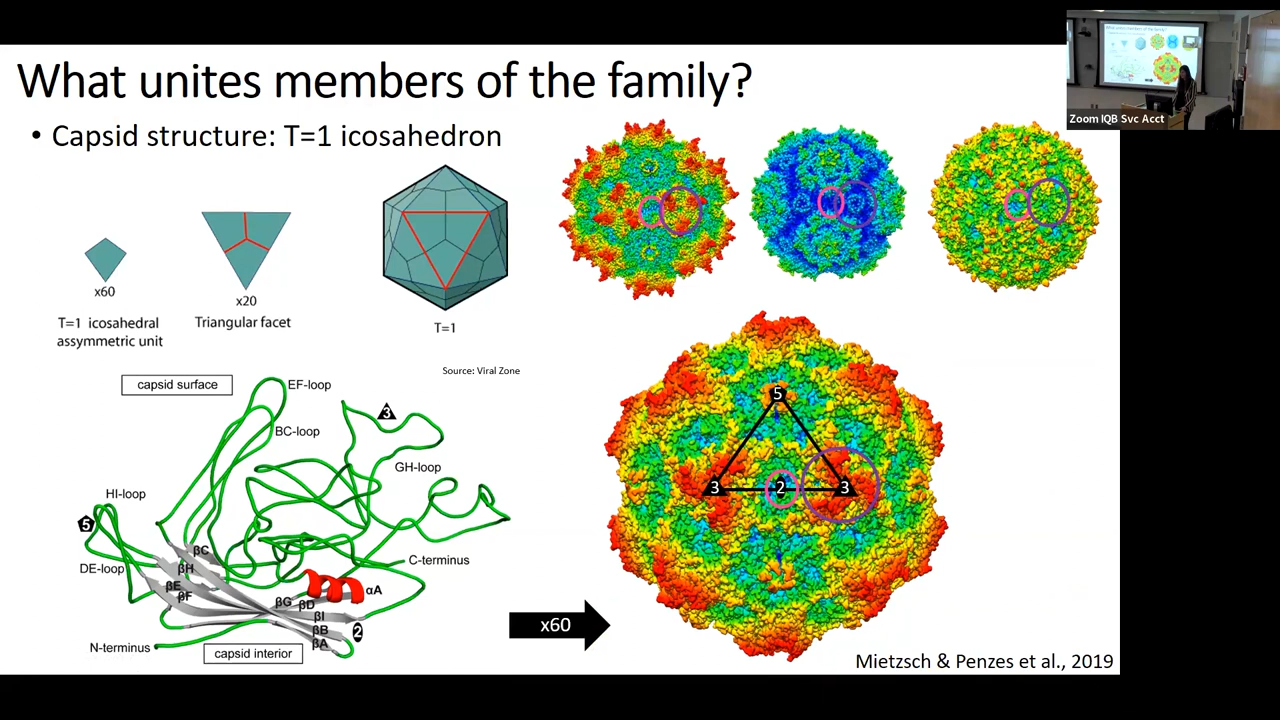 What unites members of the family?
• Capsid structure: T=1 icosahedron
x60
T=1 icosahedral
assymmetric unit
x20
Triangular facet
T=1
Source: Viral Zone
capsid surface
EF-loop
3
BC-loop
GH-loop
HI-loop
5
DE-loop
βC
βH
βE
βF
C-terminus
αA
βG
βD
βI
βB
βA
2
N-terminus
capsid interior
x60
5
3
2
3
Mietzsch & Penzes et al., 2019
Zoom IQB Svc Acct